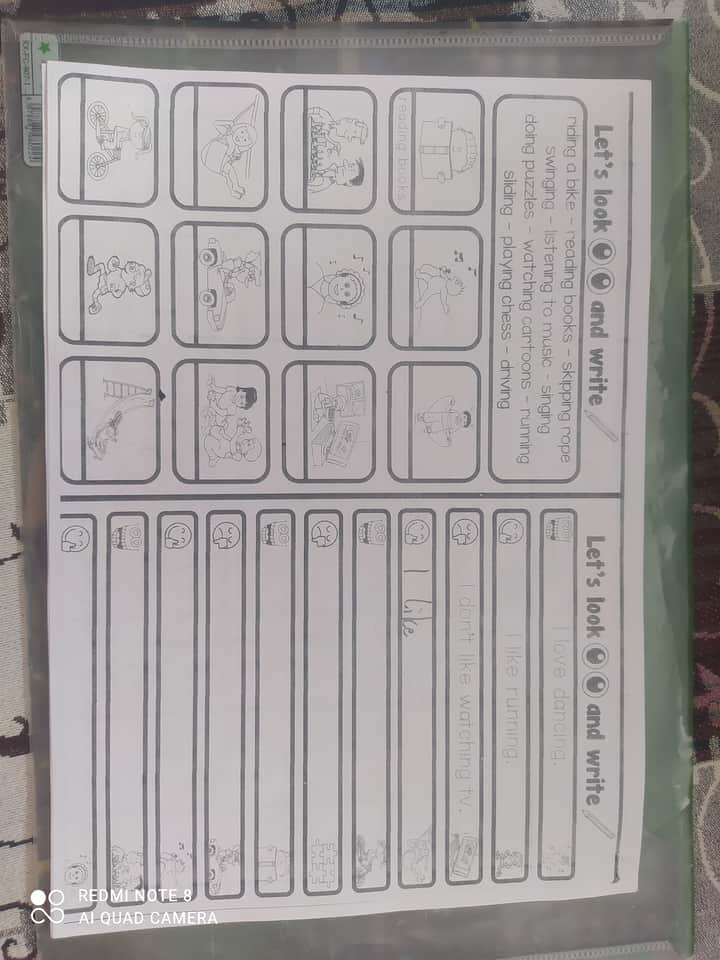 Let's look and write
riding a bike - reading books - skipping rope
swinging - listening to music - singing
doing puzzles - watching cartoons - running
sliding - playing chess - driving
reading books
Let's look and write
I love dancing.
I like running.
I don't like watching tv.
I like
REDMI NOTE 8
AI QUAD CAMERA